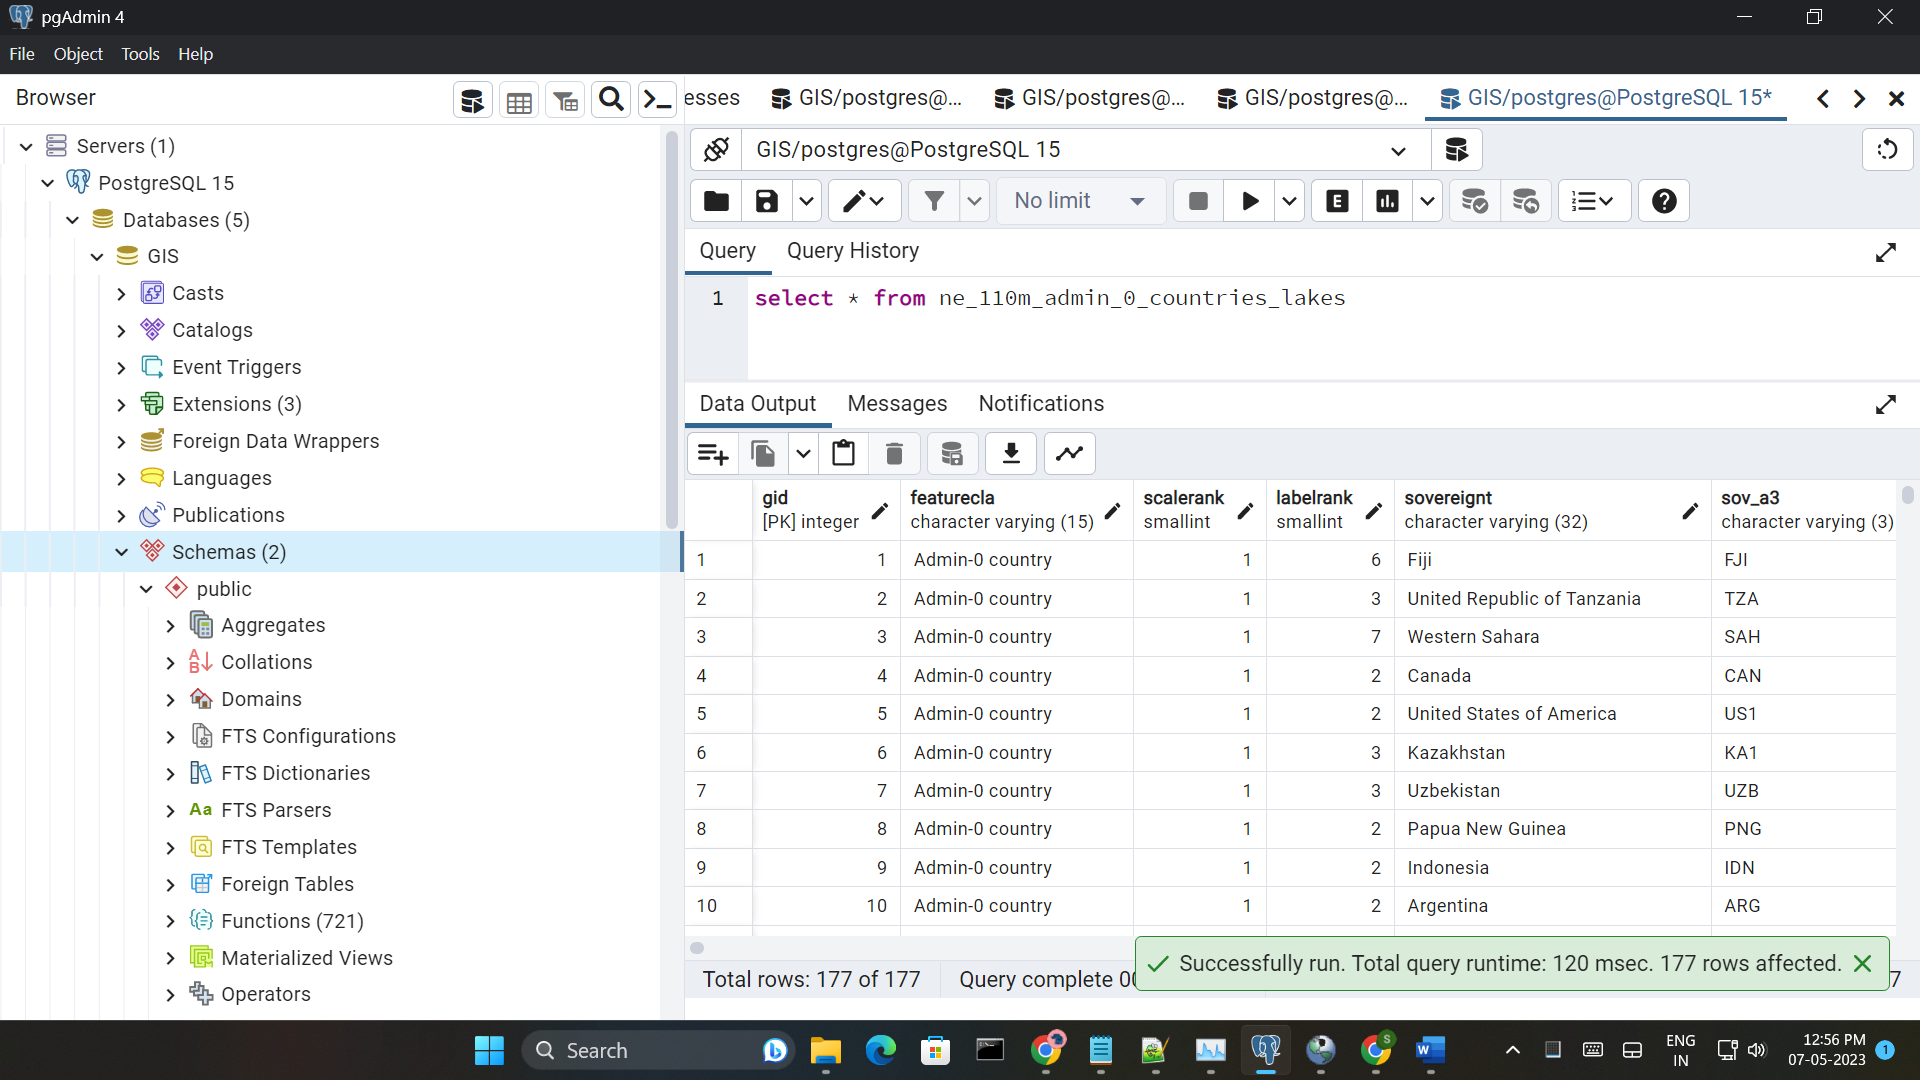 pgAdmin 4
File Object Tools Help
Browser
esses GIS/postgres@... GIS/postgres@... GIS/postgres@... GIS/postgres@PostgreSQL 15*
Servers (1)
PostgreSQL 15
Databases (5)
GIS
Casts
Catalogs
Event Triggers
Extensions (3)
Foreign Data Wrappers
Languages
Publications
Schemas (2)
public
Aggregates
Collations
Domains
FTS Configurations
FTS Dictionaries
Aa FTS Parsers
FTS Templates
Foreign Tables
Functions (721)
Materialized Views
Operators
GIS/postgres@PostgreSQL 15
No limit E
Query Query History
1 select * from ne_110m_admin_0_countries_lakes
Data Output Messages Notifications
gid featurecla scalerank labelrank sovereignt sov_a3
[PK] integer character varying (15) smallint smallint character varying (32) character varying (3)
1 1 Admin-0 country 1 6 Fiji FJI
2 2 Admin-0 country 1 3 United Republic of Tanzania TZA
3 3 Admin-0 country 1 7 Western Sahara SAH
4 4 Admin-0 country 1 2 Canada CAN
5 5 Admin-0 country 1 2 United States of America US1
6 6 Admin-0 country 1 3 Kazakhstan KA1
7 7 Admin-0 country 1 3 Uzbekistan UZB
8 8 Admin-0 country 1 2 Papua New Guinea PNG
9 9 Admin-0 country 1 2 Indonesia IDN
10 10 Admin-0 country 1 2 Argentina ARG
Successfully run. Total query runtime: 120 msec. 177 rows affected.
Total rows: 177 of 177 Query complete 00 7
Search
ENG
IN
12:56 PM
07-05-2023
1